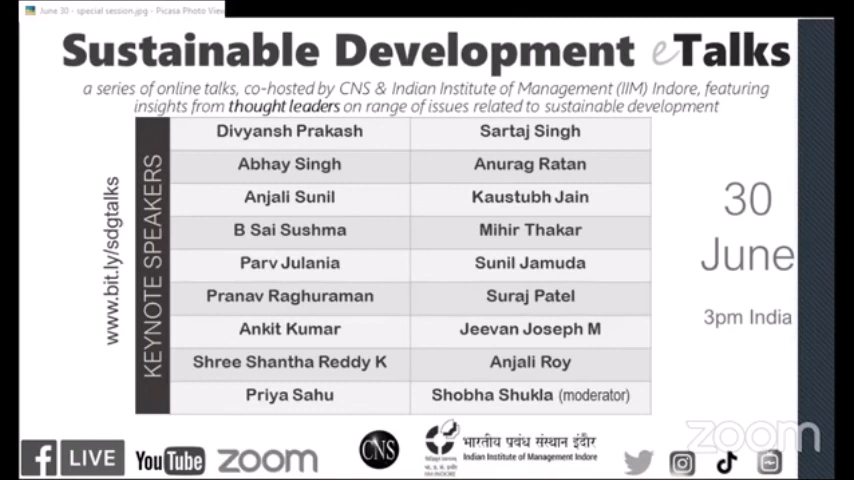 June 30 - special session.jpg - Picasa Photo View
Sustainable Development eTalks
a series of online talks, co-hosted by CNS & Indian Institute of Management (IIM) Indore, featuring
insights from thought leaders on range of issues related to sustainable development
www.bit.ly/sdgtalks
KEYNOTE SPEAKERS
Divyansh Prakash Sartaj Singh
Abhay Singh Anurag Ratan
Anjali Sunil Kaustubh Jain
B Sai Sushma Mihir Thakar
Parv Julania Sunil Jamuda
Pranav Raghuraman Suraj Patel
Ankit Kumar Jeevan Joseph M
Shree Shantha Reddy K Anjali Roy
Priya Sahu Shobha Shukla (moderator)
30
June
3pm India
f LIVE YouTube zoom CNS
भारतीय प्रबंध संस्थान इंदौर
Indian Institute of Management Indore
zoom